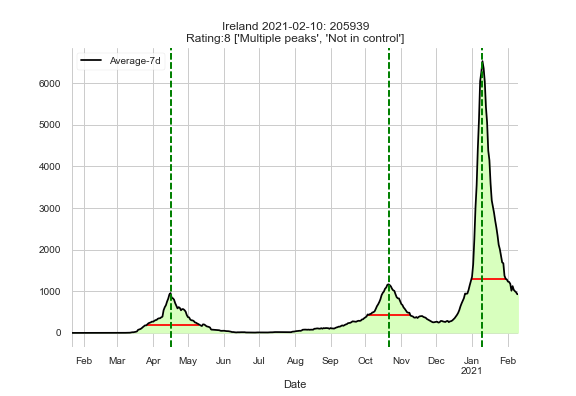 Ireland 2021-02-10: 205939
Rating:8 ['Multiple peaks', 'Not in control']
Average-7d
6000
5000
4000
3000
2000
1000
0
Feb Mar Apr May Jun Jul Aug Sep Oct Nov Dec Jan Feb
2021
Date